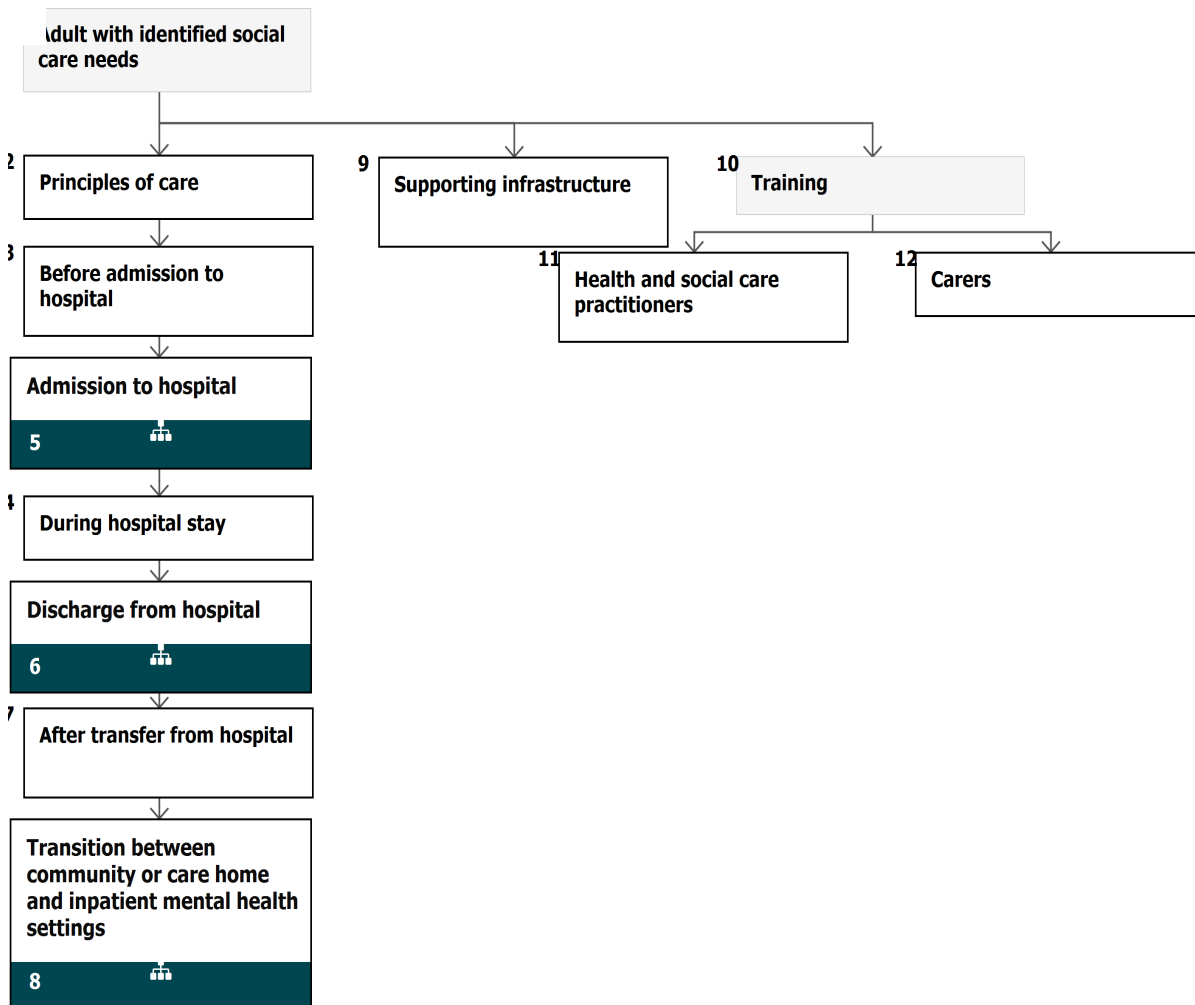 Adult with identified social
care needs
2
Principles of care
9
Supporting infrastructure
10
Training
3
Before admission to
hospital
11
Health and social care
practitioners
12
Carers
Admission to hospital
5
4
During hospital stay
Discharge from hospital
6
7
After transfer from hospital
Transition between
community or care home
and inpatient mental health
settings
8